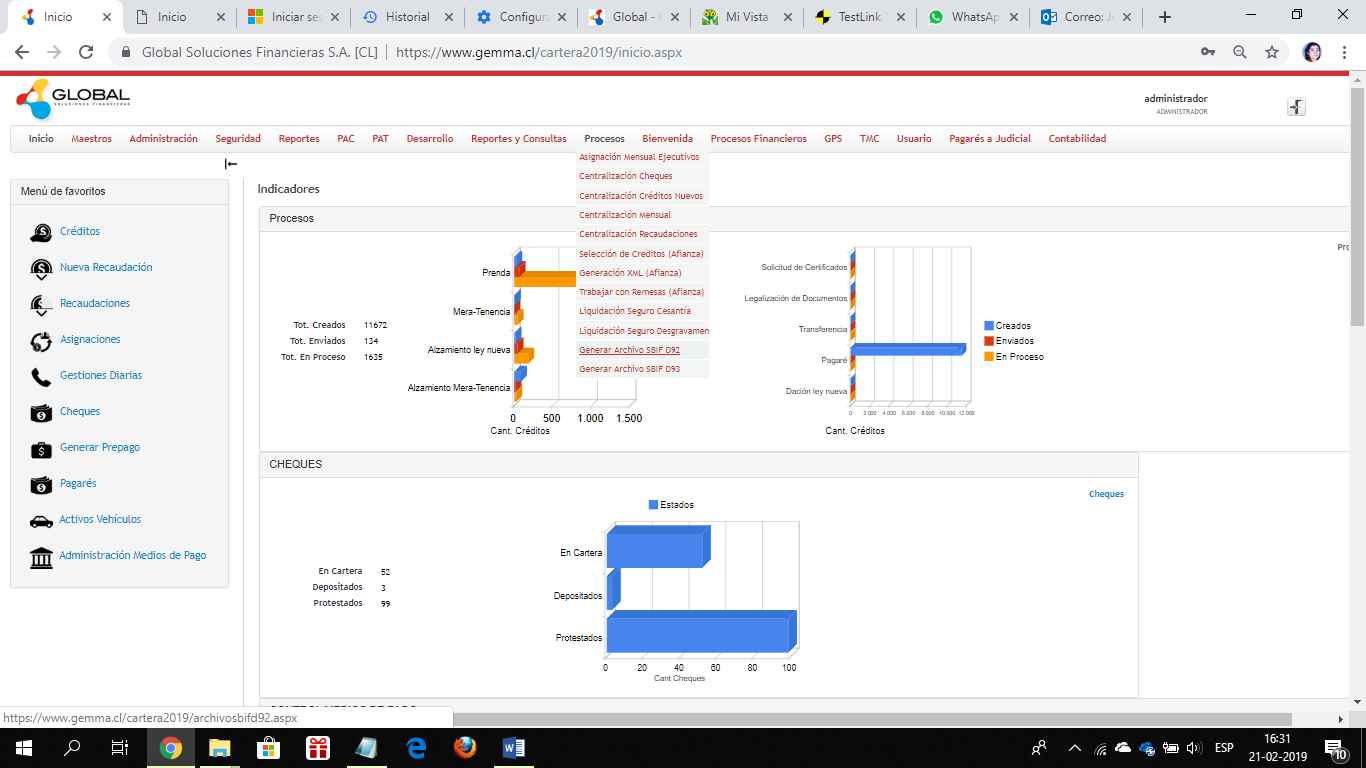 Inicio
Inicio
Iniciar ses
Historial
Configura
Global -
Mi Vista -
TestLink
WhatsAp
Correo: J
Global Soluciones Financieras S.A. [CL] | https://www.gemma.cl/cartera2019/inicio.aspx
GLOBAL
SOLUCIONES FINANCIERAS
administrador
ADMINISTRADOR
Inicio Maestros Administración Seguridad Reportes PAC PAT Desarrollo Reportes y Consultas Procesos Bienvenida Procesos Financieros GPS TMC Usuario Pagarés a Judicial Contabilidad
Asignación Mensual Ejecutivos
Centralización Cheques
Centralización Créditos Nuevos
Centralización Mensual
Centralización Recaudaciones
Selección de Creditos (Afianza)
Generación XML (Afianza)
Trabajar con Remesas (Afianza)
Liquidación Seguro Cesantía
Liquidación Seguro Desgravamen
Generar Archivo SBIF D92
Generar Archivo SBIF D93
Menú de favoritos
Créditos
Nueva Recaudación
Recaudaciones
Asignaciones
Gestiones Diarias
Cheques
Generar Prepago
Pagarés
Activos Vehículos
Administración Medios de Pago
Indicadores
Procesos
Pro
Tot. Creados 11672
Tot. Enviados 134
Tot. En Proceso 1635
Prenda
Mera-Tenencia
Alzamiento ley nueva
Alzamiento Mera-Tenencia
0 500 1.000 1.500
Cant. Créditos
Solicitud de Certificados
Legalización de Documentos
Transferencia
Pagaré
Dación ley nueva
0 2.000 4.000 6.000 8.000 10.000 12.000
Cant. Créditos
Creados
Enviados
En Proceso
CHEQUES
Cheques
Estados
En Cartera 52
Depositados 3
Protestados 99
En Cartera
Depositados
Protestados
0 20 40 60 80 100
Cant Cheques
https://www.gemma.cl/cartera2019/archivosbifd92.aspx
ESP
16:31
21-02-2019
10